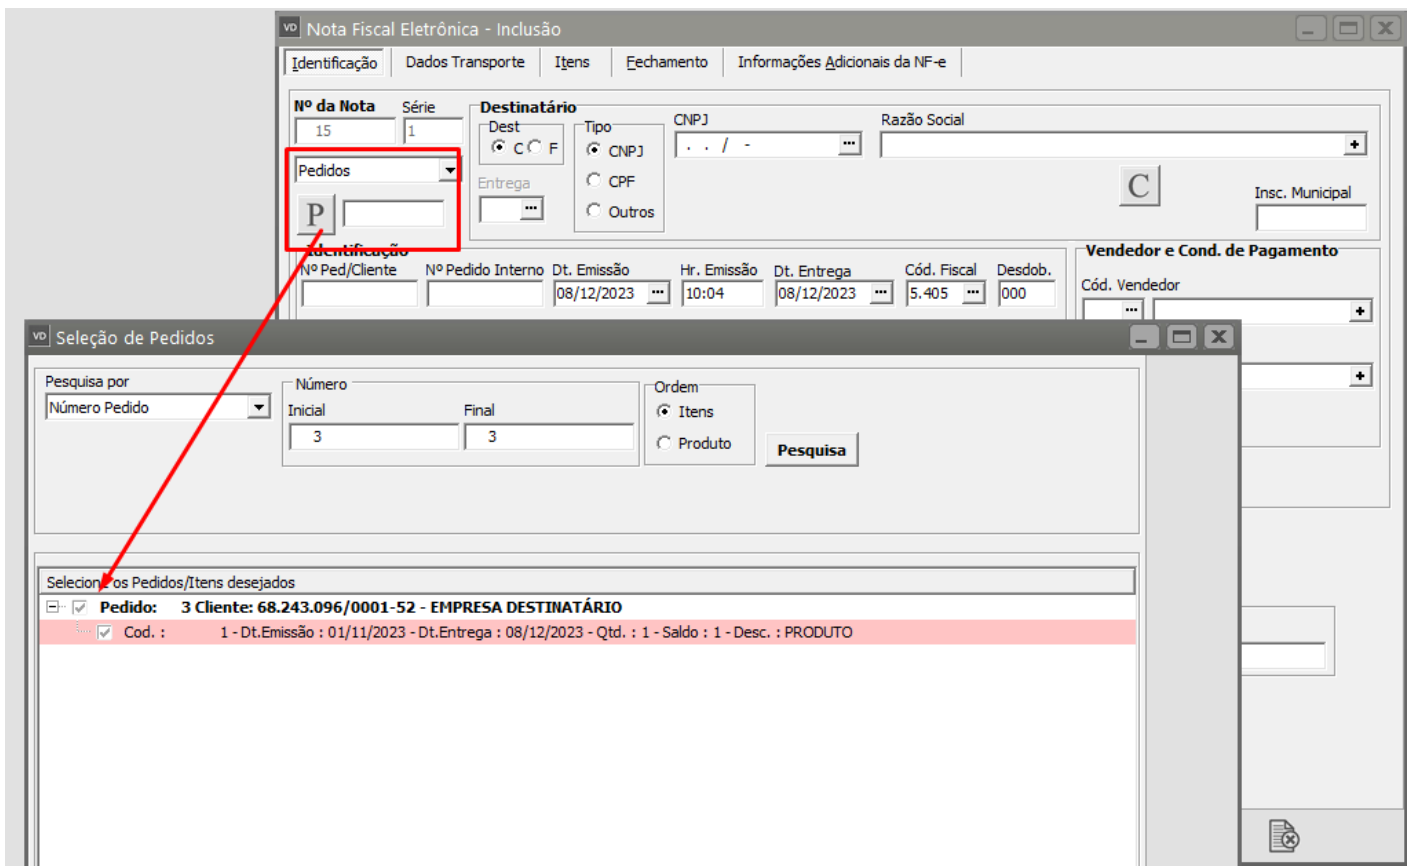 VD Nota Fiscal Eletrônica - Inclusão
Identificação Dados Transporte Itens Fechamento Informações Adicionais da NF-e
Nº da Nota Série Destinatário CNPJ Razão Social
15 1 Dest Tipo . . / -
C F CNPJ
Pedidos Entrega CPF C Insc. Municipal
P Outros
Identificação Vendedor e Cond. de Pagamento
Nº Ped/Cliente Nº Pedido Interno Dt. Emissão Hr. Emissão Dt. Entrega Cód. Fiscal Desdob.
Cód. Vendedor
08/12/2023 10:04 08/12/2023 5.405 000
VD Seleção de Pedidos
Pesquisa por Número Ordem
Número Pedido Inicial Final Itens
3 3 Produto Pesquisa
Selecione os Pedidos/Itens desejados
Pedido: 3 Cliente: 68.243.096/0001-52 - EMPRESA DESTINATÁRIO
Cod. : 1 - Dt.Emissão : 01/11/2023 - Dt.Entrega : 08/12/2023 - Qtd. : 1 - Saldo : 1 - Desc. : PRODUTO